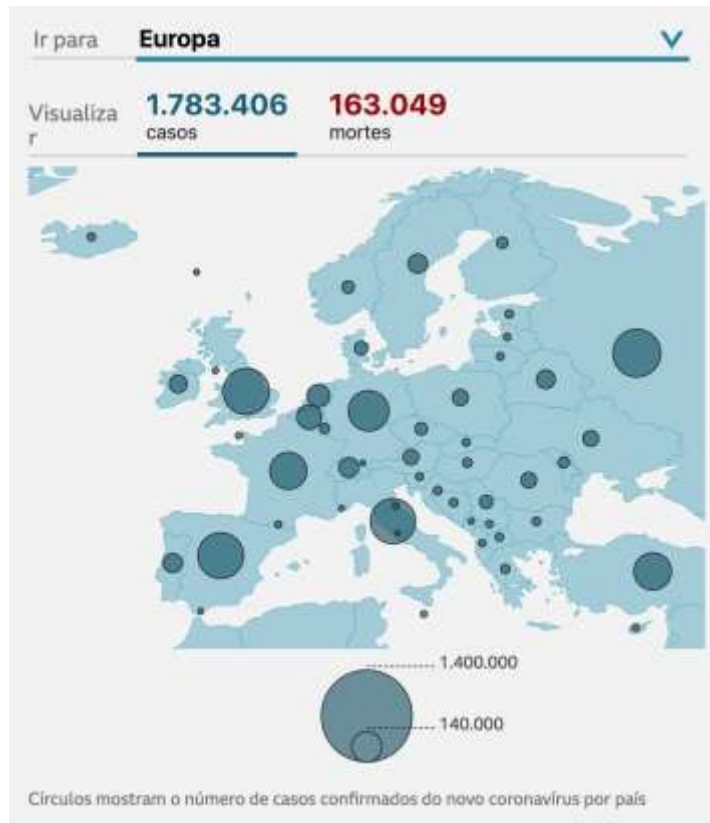 Ir para Europa
Visualiza 1.783.406 163.049
r casos mortes
1.400.000
140.000
Círculos mostram o número de casos confirmados do novo coronavírus por país